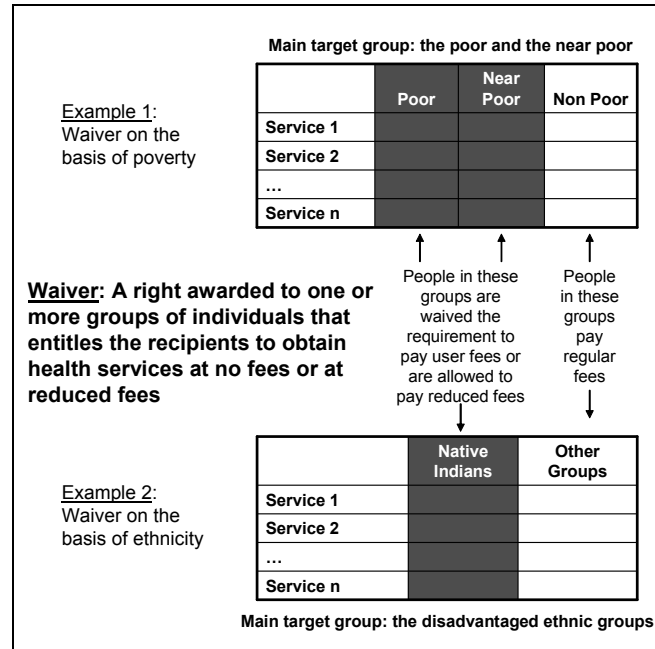 Main target group: the poor and the near poor
Example 1:
Waiver on the
basis of poverty
Poor
Near
Poor
Non Poor
Service 1
Service 2
...
Service n
Waiver: A right awarded to one or
more groups of individuals that
entitles the recipients to obtain
health services at no fees or at
reduced fees
People in these
groups are
waived the
requirement to
pay user fees or
are allowed to
pay reduced fees
People
in these
groups
pay
regular
fees
Example 2:
Waiver on the
basis of ethnicity
Native
Indians
Other
Groups
Service 1
Service 2
...
Service n
Main target group: the disadvantaged ethnic groups